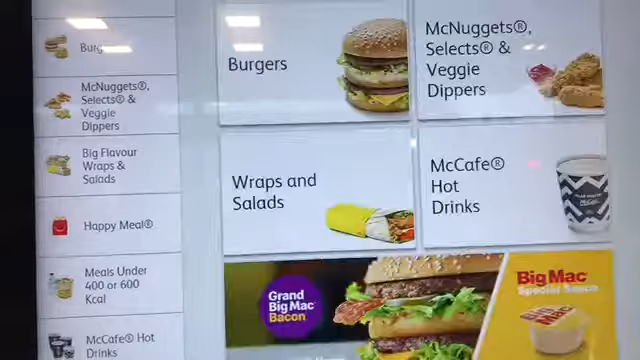 Burg
McNuggets®,
Selects® &
Veggie
Dippers
Big Flavour
Wraps &
Salads
Happy Meal®
Meals Under
400 or 600
Kcal
McCafe® Hot
Drinks
Burgers
McNuggets®,
Selects® &
Veggie
Dippers
Wraps and
Salads
McCafe®
Hot
Drinks
Grand
Big Mac®
Bacon
Big Mac®
Special Sauce
BIG MAC